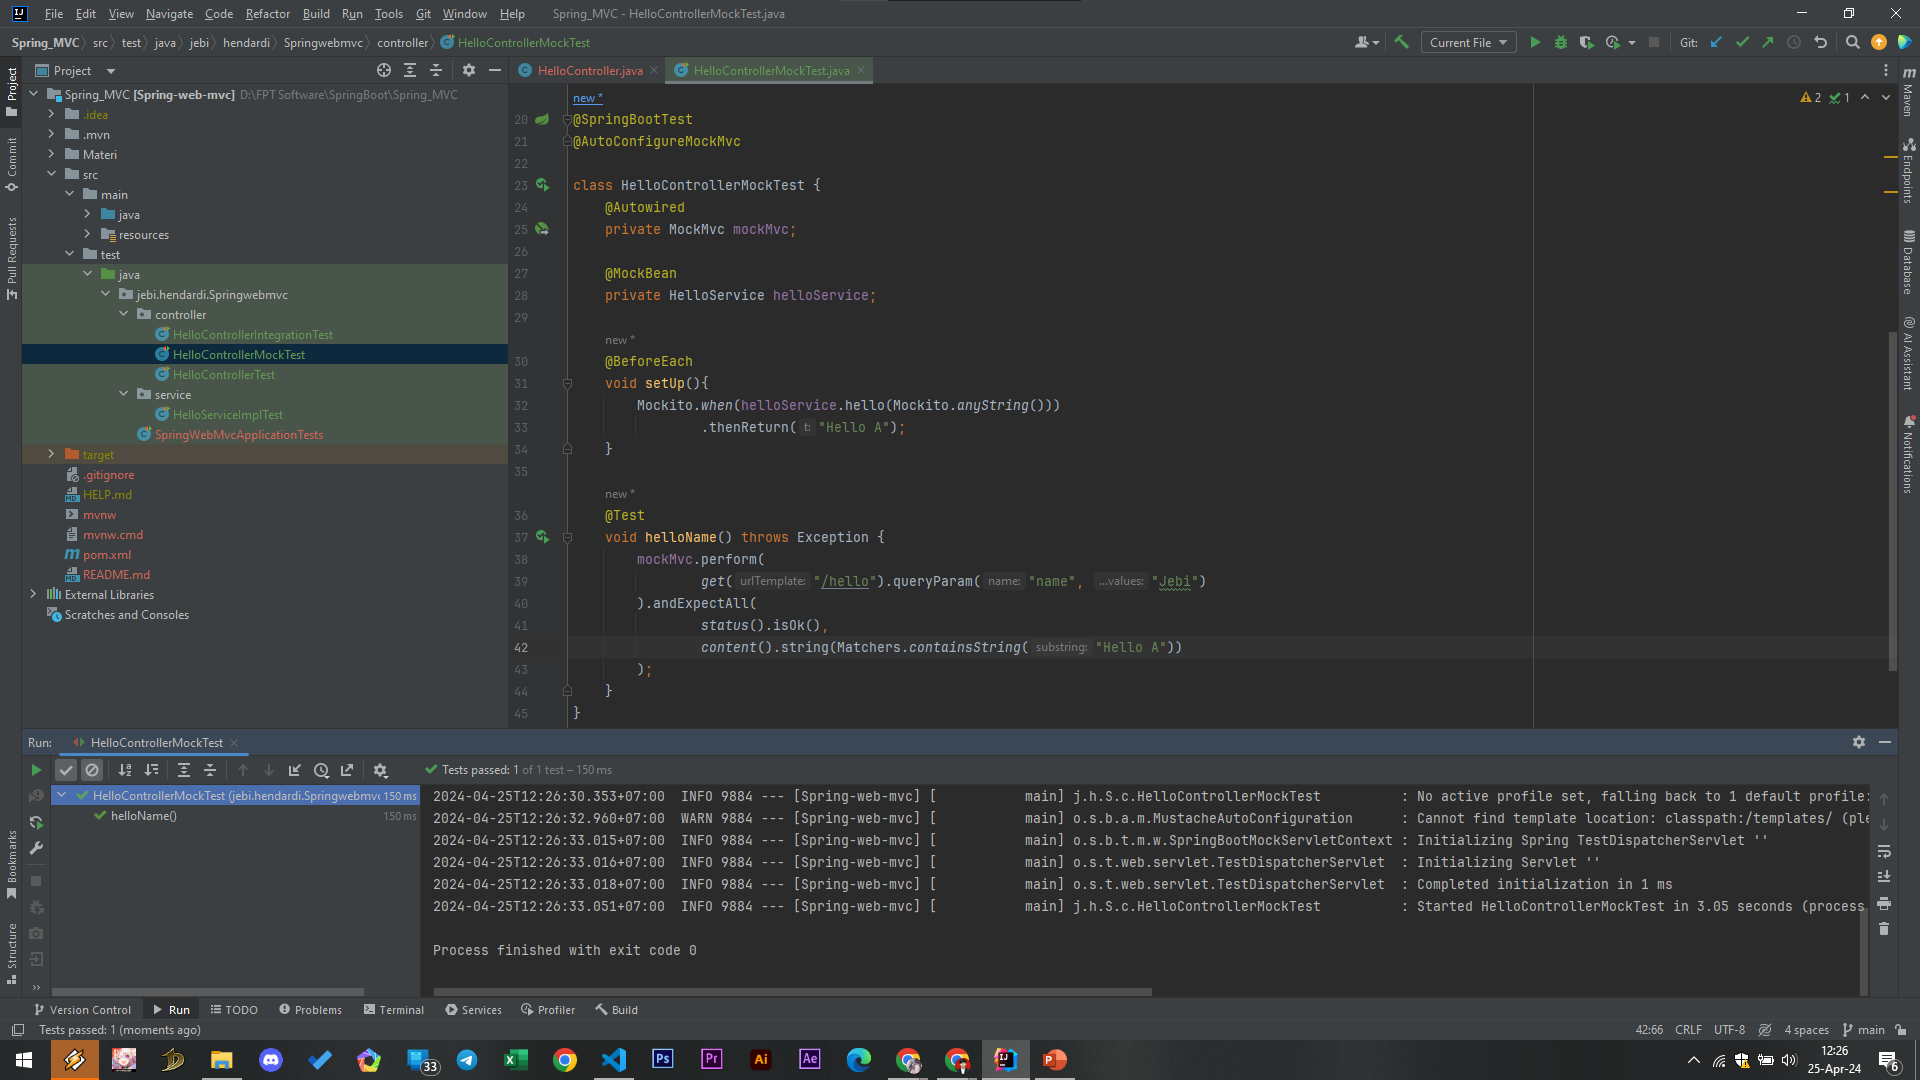 File Edit View Navigate Code Refactor Build Run Tools Git Window Help Spring_MVC - HelloControllerMockTest.java
Spring_MVC src test java jebi hendardi Springwebmvc controller HelloControllerMockTest
Current File Git:
Project
HelloController.java HelloControllerMockTest.java
Project
Commit
Pull Requests
Bookmarks
Structure
Maven
Endpoints
Database
AI Assistant
Notifications
Spring_MVC [Spring-web-mvc] D:\FPT Software\SpringBoot\Spring_MVC
.idea
.mvn
Materi
src
main
java
resources
test
java
jebi.hendardi.Springwebmvc
controller
HelloControllerIntegrationTest
HelloControllerMockTest
HelloControllerTest
service
HelloServiceImplTest
SpringWebMvcApplicationTests
target
.gitignore
HELP.md
mvnw
mvnw.cmd
pom.xml
README.md
External Libraries
Scratches and Consoles
2 1
new *
20 @SpringBootTest
21 @AutoConfigureMockMvc
22
23 class HelloControllerMockTest {
24 @Autowired
25 private MockMvc mockMvc;
26
27 @MockBean
28 private HelloService helloService;
29
new *
30 @BeforeEach
31 void setUp(){
32 Mockito.when(helloService.hello(Mockito.anyString()))
33 .thenReturn( t: "Hello A");
34 }
35
new *
36 @Test
37 void helloName() throws Exception {
38 mockMvc.perform(
39 get( urlTemplate: "/hello").queryParam( name: "name", ...values: "Jebi")
40 ).andExpectAll(
41 status().isOk(),
42 content().string(Matchers.containsString( substring: "Hello A"))
43 );
44 }
45 }
Run: HelloControllerMockTest
Tests passed: 1 of 1 test – 150 ms
HelloControllerMockTest (jebi.hendardi.Springwebmvc 150 ms
helloName() 150 ms
2024-04-25T12:26:30.353+07:00 INFO 9884 --- [Spring-web-mvc] [ main] j.h.S.c.HelloControllerMockTest : No active profile set, falling back to 1 default profile:
2024-04-25T12:26:32.960+07:00 WARN 9884 --- [Spring-web-mvc] [ main] o.s.b.a.m.MustacheAutoConfiguration : Cannot find template location: classpath:/templates/ (ple
2024-04-25T12:26:33.015+07:00 INFO 9884 --- [Spring-web-mvc] [ main] o.s.b.t.m.w.SpringBootMockServletContext : Initializing Spring TestDispatcherServlet ''
2024-04-25T12:26:33.016+07:00 INFO 9884 --- [Spring-web-mvc] [ main] o.s.t.web.servlet.TestDispatcherServlet : Initializing Servlet ''
2024-04-25T12:26:33.018+07:00 INFO 9884 --- [Spring-web-mvc] [ main] o.s.t.web.servlet.TestDispatcherServlet : Completed initialization in 1 ms
2024-04-25T12:26:33.051+07:00 INFO 9884 --- [Spring-web-mvc] [ main] j.h.S.c.HelloControllerMockTest : Started HelloControllerMockTest in 3.05 seconds (process
Process finished with exit code 0
Version Control Run TODO Problems Terminal Services Profiler Build
Tests passed: 1 (moments ago) 42:66 CRLF UTF-8 4 spaces main
33 Ps Pr Ai Ae 12:26
25-Apr-24 6